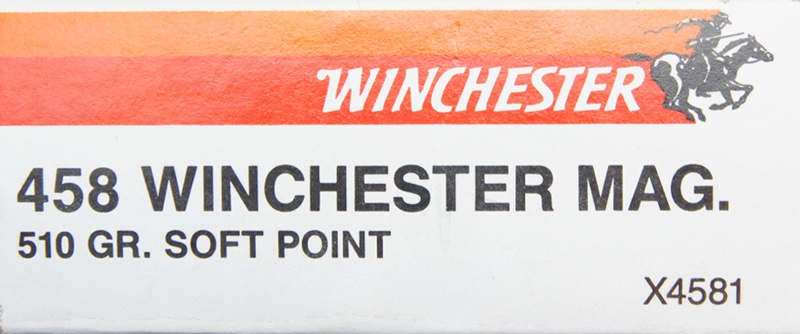 WINCHESTER
458 WINCHESTER MAG.
510 GR. SOFT POINT
X4581